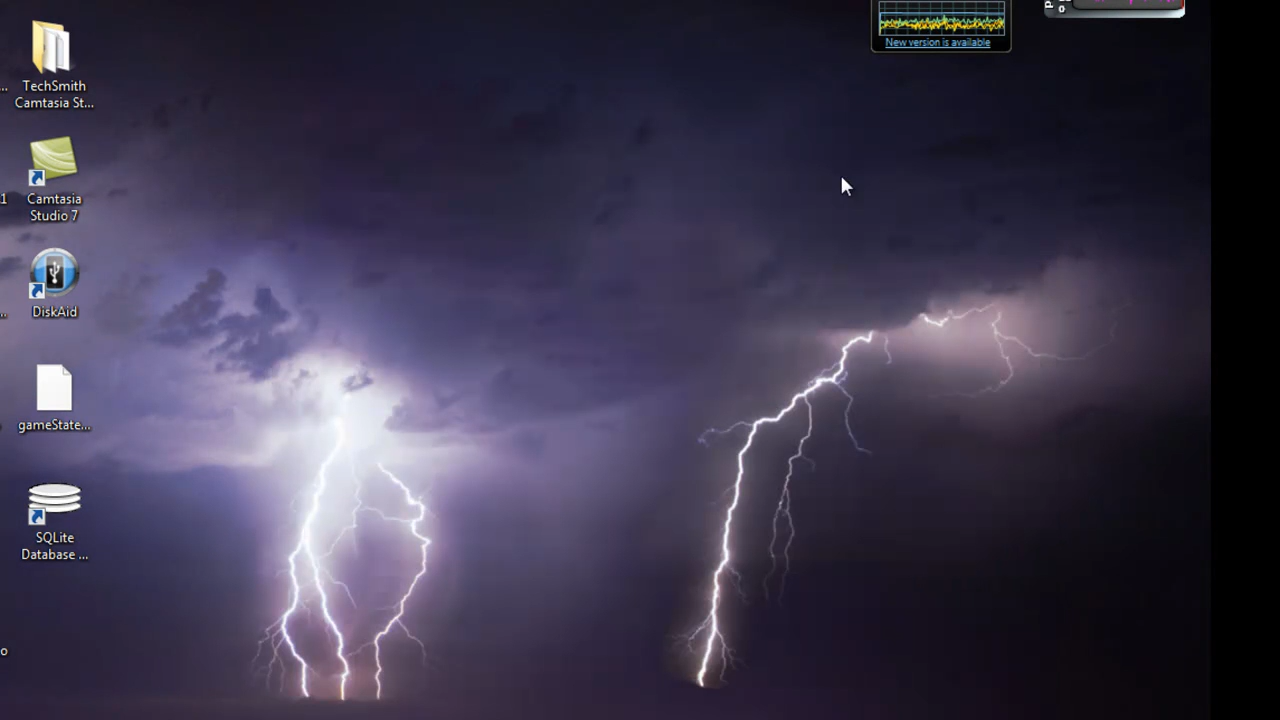 TechSmith
Camtasia St...
Camtasia
Studio 7
DiskAid
gameState...
SQLite
Database ...
New version is available